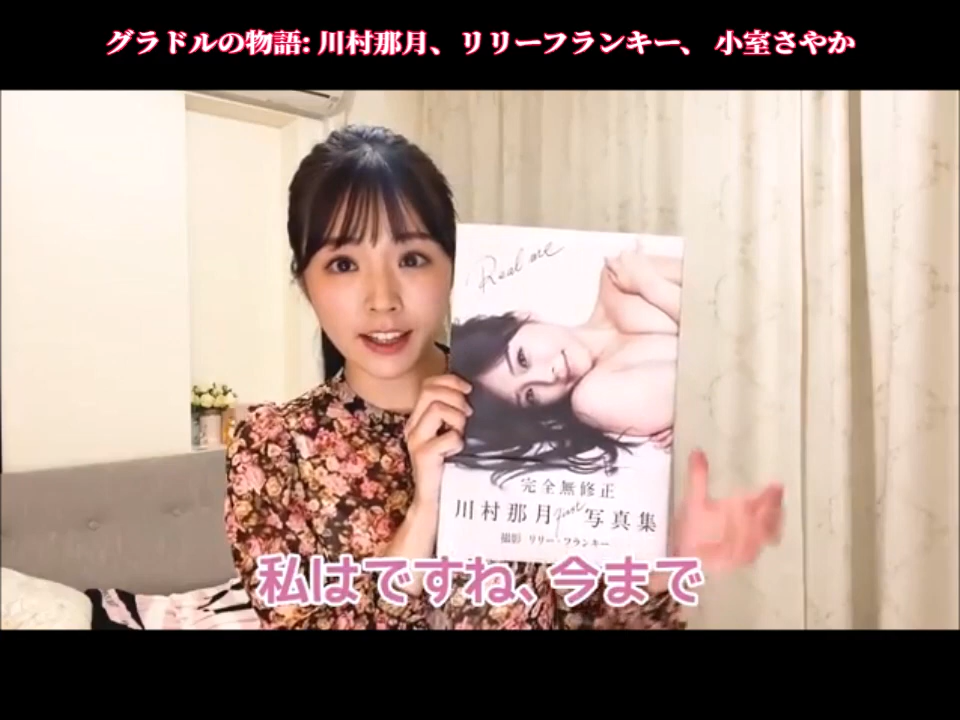 グラドルの物語: 川村那月、リリーフランキー、 小室さやか
Real me
完全無修正
川村那月 first 写真集
撮影 リリー・フランキー
私はですね、今まで